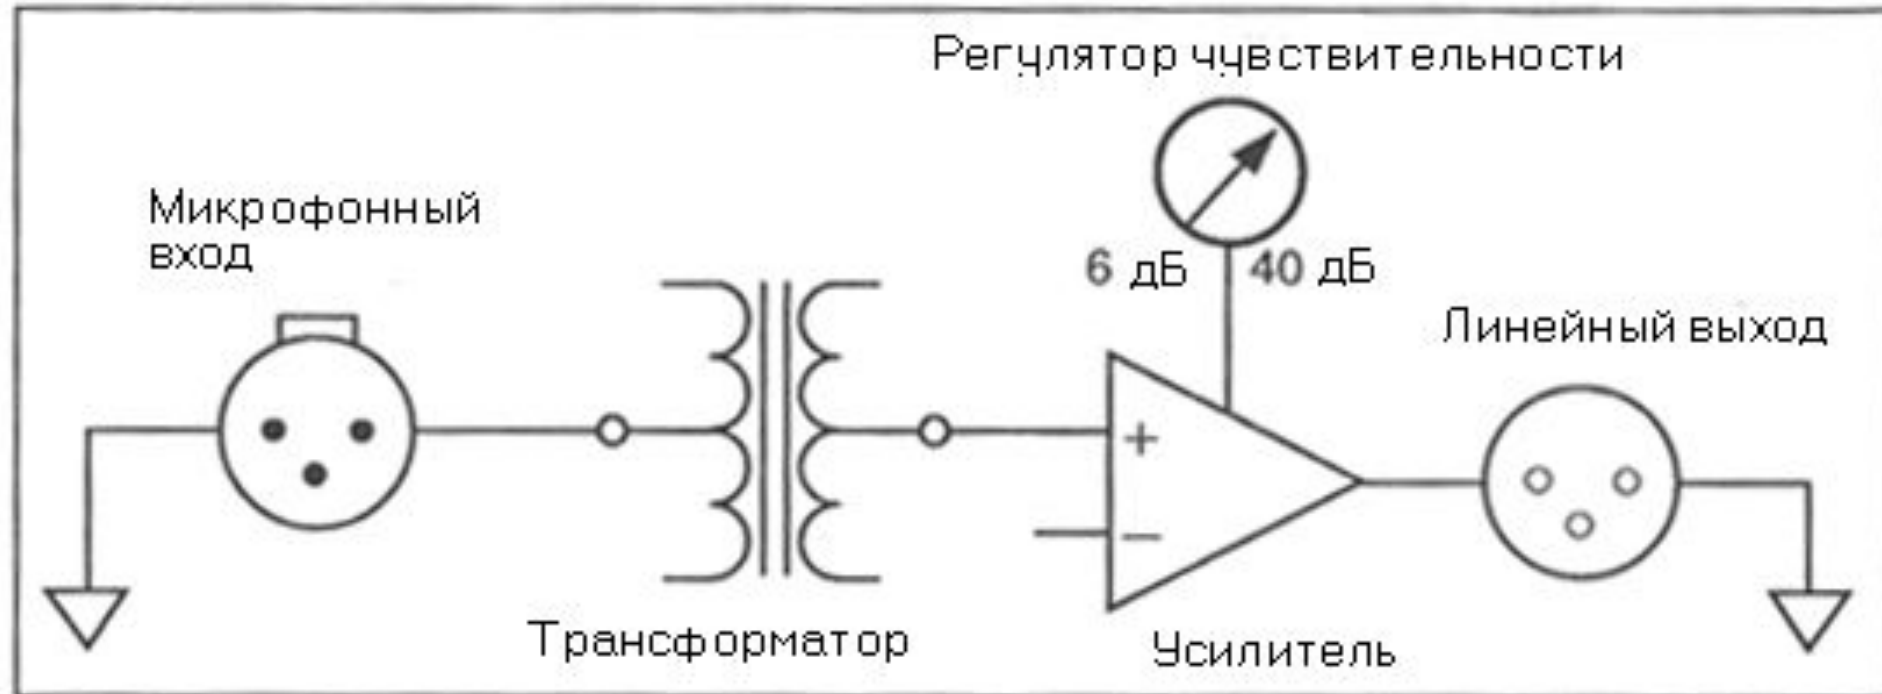 Регулятор чувствительности
Микрофонный
вход
6 дБ 40 дБ
Линейный выход
+
−
Трансформатор
Усилитель